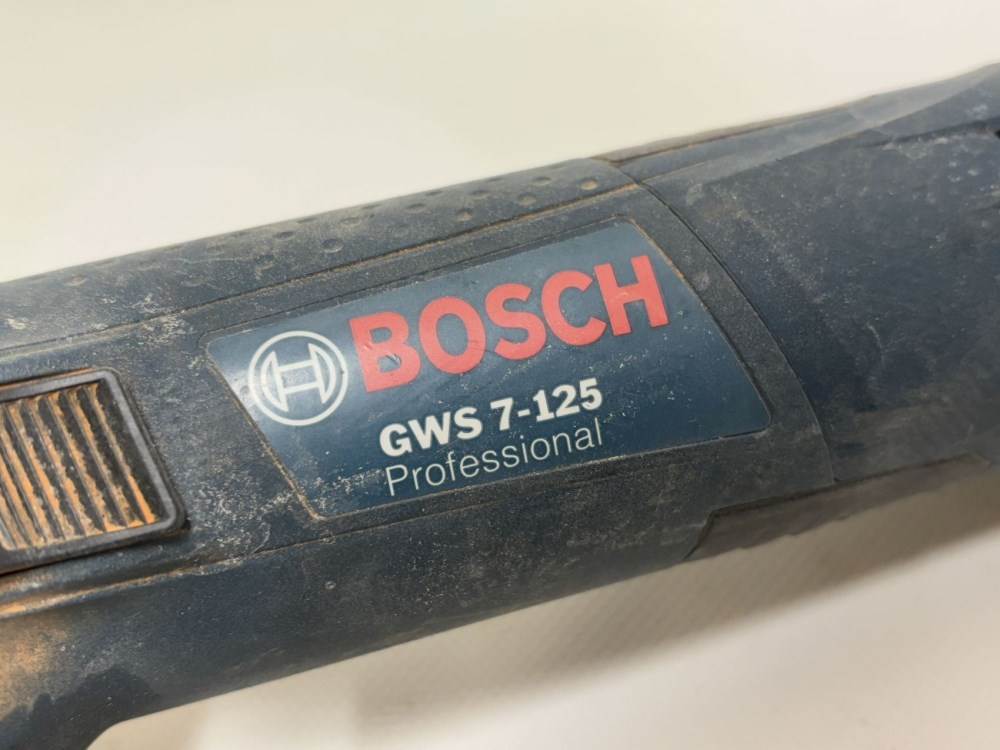 BOSCH
GWS 7-125
Professional